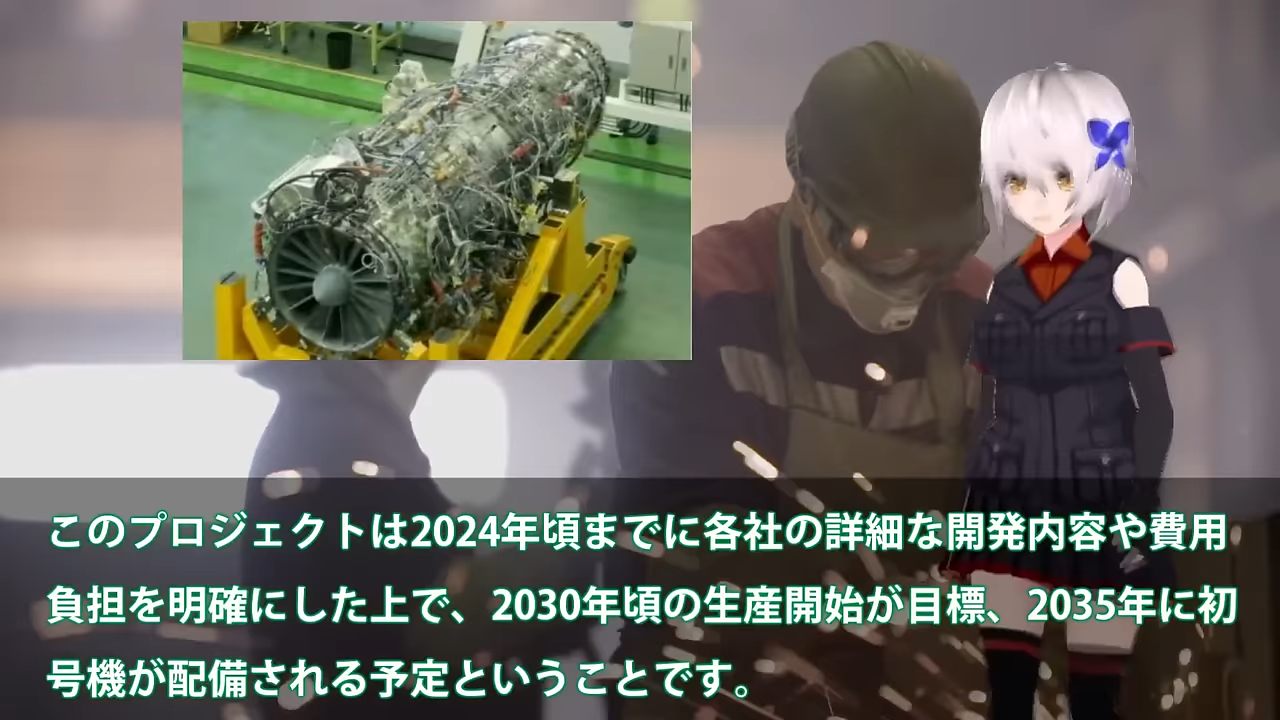 このプロジェクトは2024年頃までに各社の詳細な開発内容や費用
負担を明確にした上で、2030年頃の生産開始が目標、2035年に初
号機が配備される予定ということです。